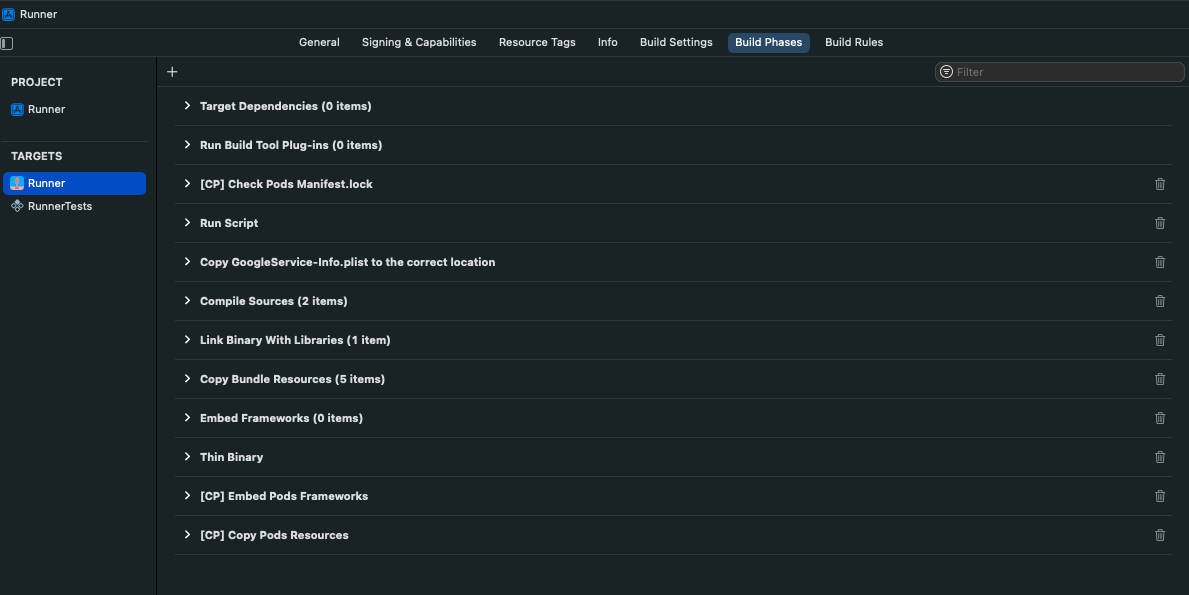 Runner
General Signing & Capabilities Resource Tags Info Build Settings Build Phases Build Rules
PROJECT
Runner
TARGETS
Runner
RunnerTests
Filter
Target Dependencies (0 items)
Run Build Tool Plug-ins (0 items)
[CP] Check Pods Manifest.lock
Run Script
Copy GoogleService-Info.plist to the correct location
Compile Sources (2 items)
Link Binary With Libraries (1 item)
Copy Bundle Resources (5 items)
Embed Frameworks (0 items)
Thin Binary
[CP] Embed Pods Frameworks
[CP] Copy Pods Resources